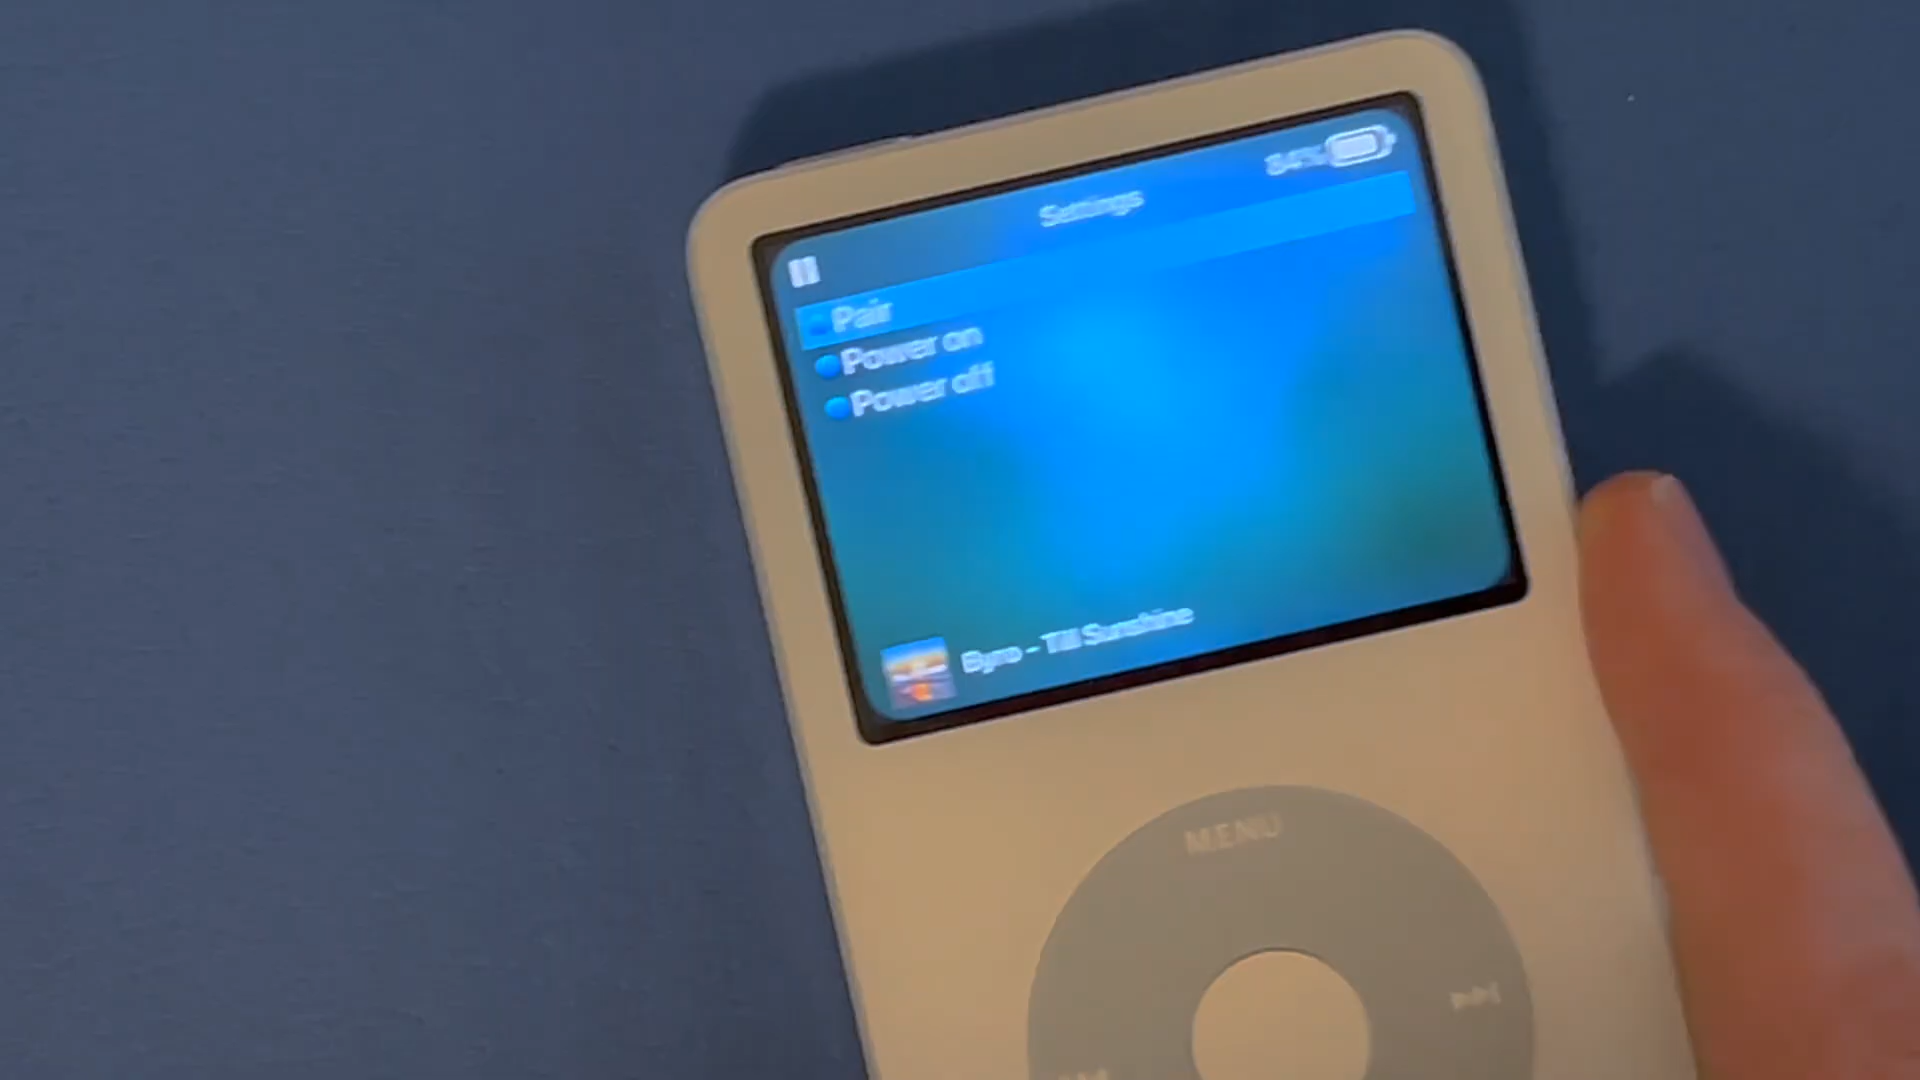 84%
Settings
Pair
Power on
Power off
Byro - Till Sunshine
MENU